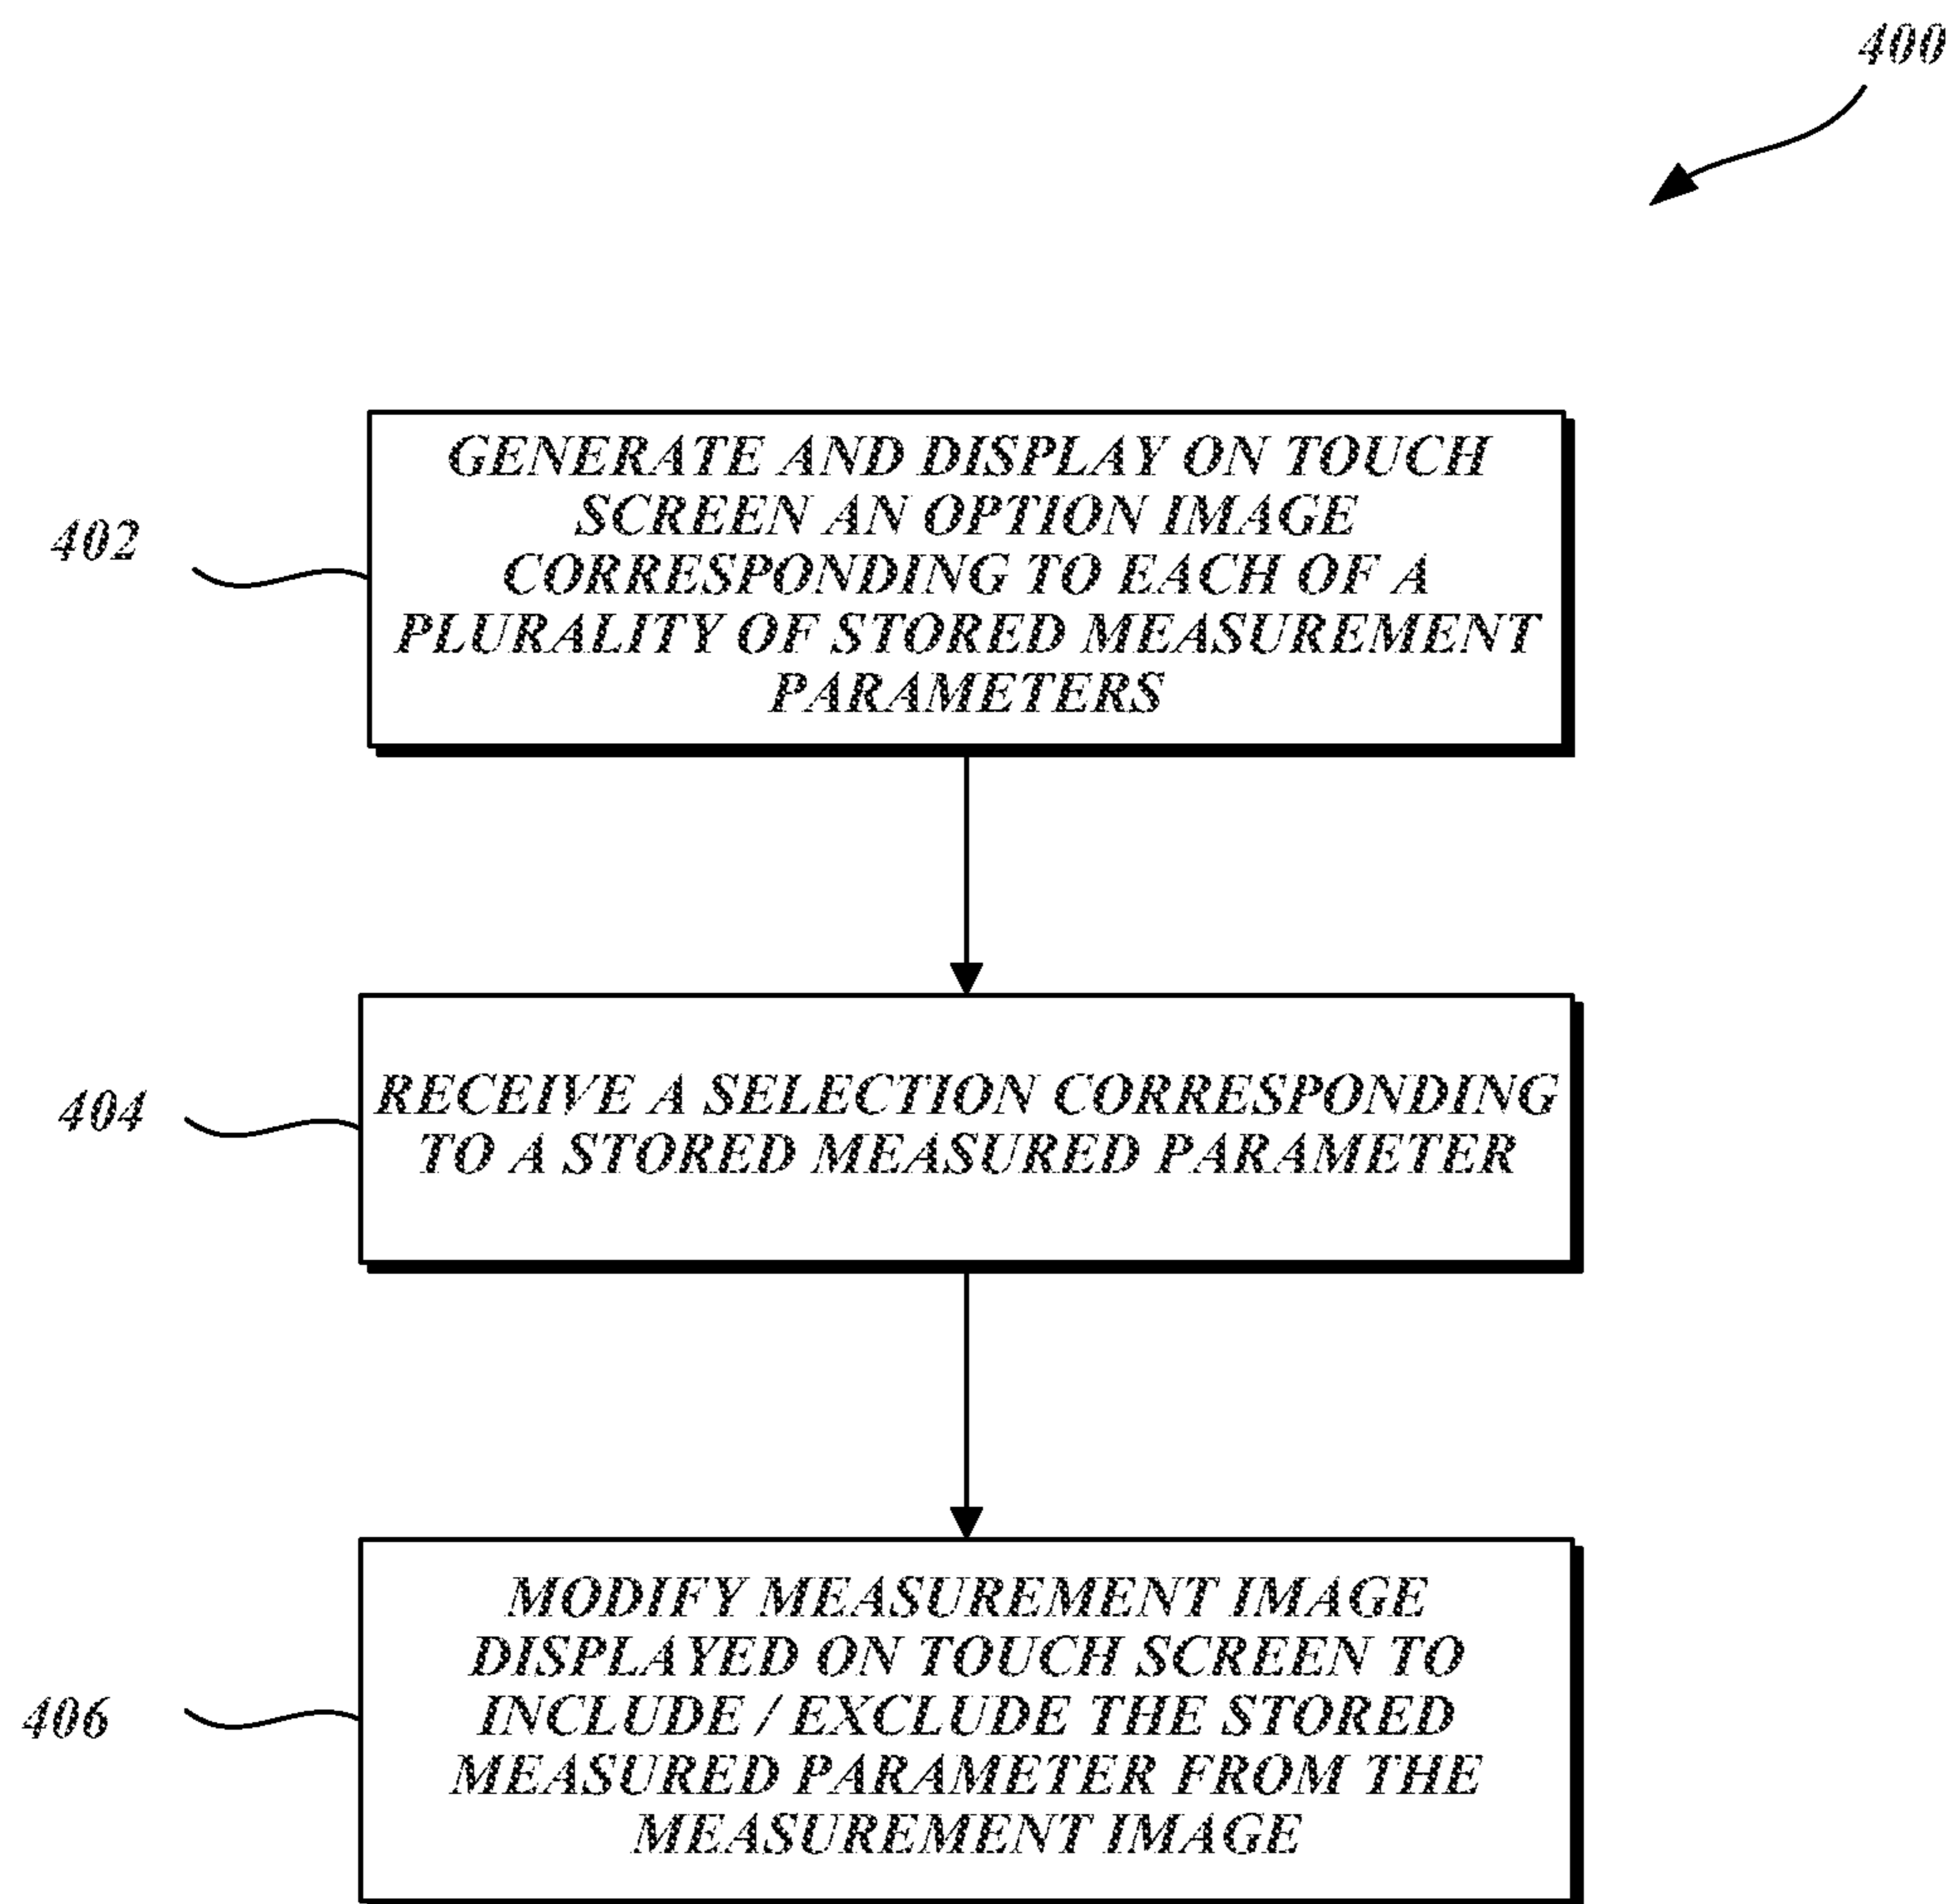 400
GENERATE AND DISPLAY ON TOUCH
SCREEN AN OPTION IMAGE
CORRESPONDING TO EACH OF A
PLURALITY OF STORED MEASUREMENT
PARAMETERS
402
RECEIVE A SELECTION CORRESPONDING
TO A STORED MEASURED PARAMETER
404
MODIFY MEASUREMENT IMAGE
DISPLAYED ON TOUCH SCREEN TO
INCLUDE / EXCLUDE THE STORED
MEASURED PARAMETER FROM THE
MEASUREMENT IMAGE
406